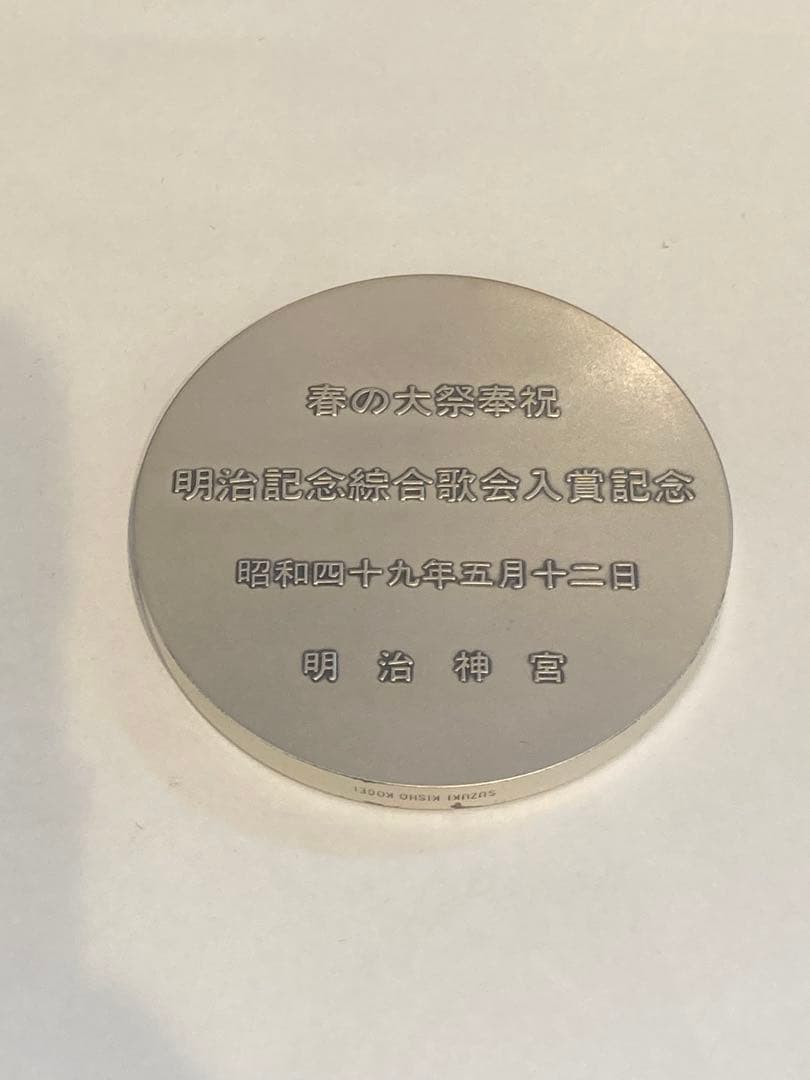 春の大祭奉祝
明治記念綜合歌会入賞記念
昭和四十九年五月十二日
明治神宮
SUZUKI KISHO KOGEI